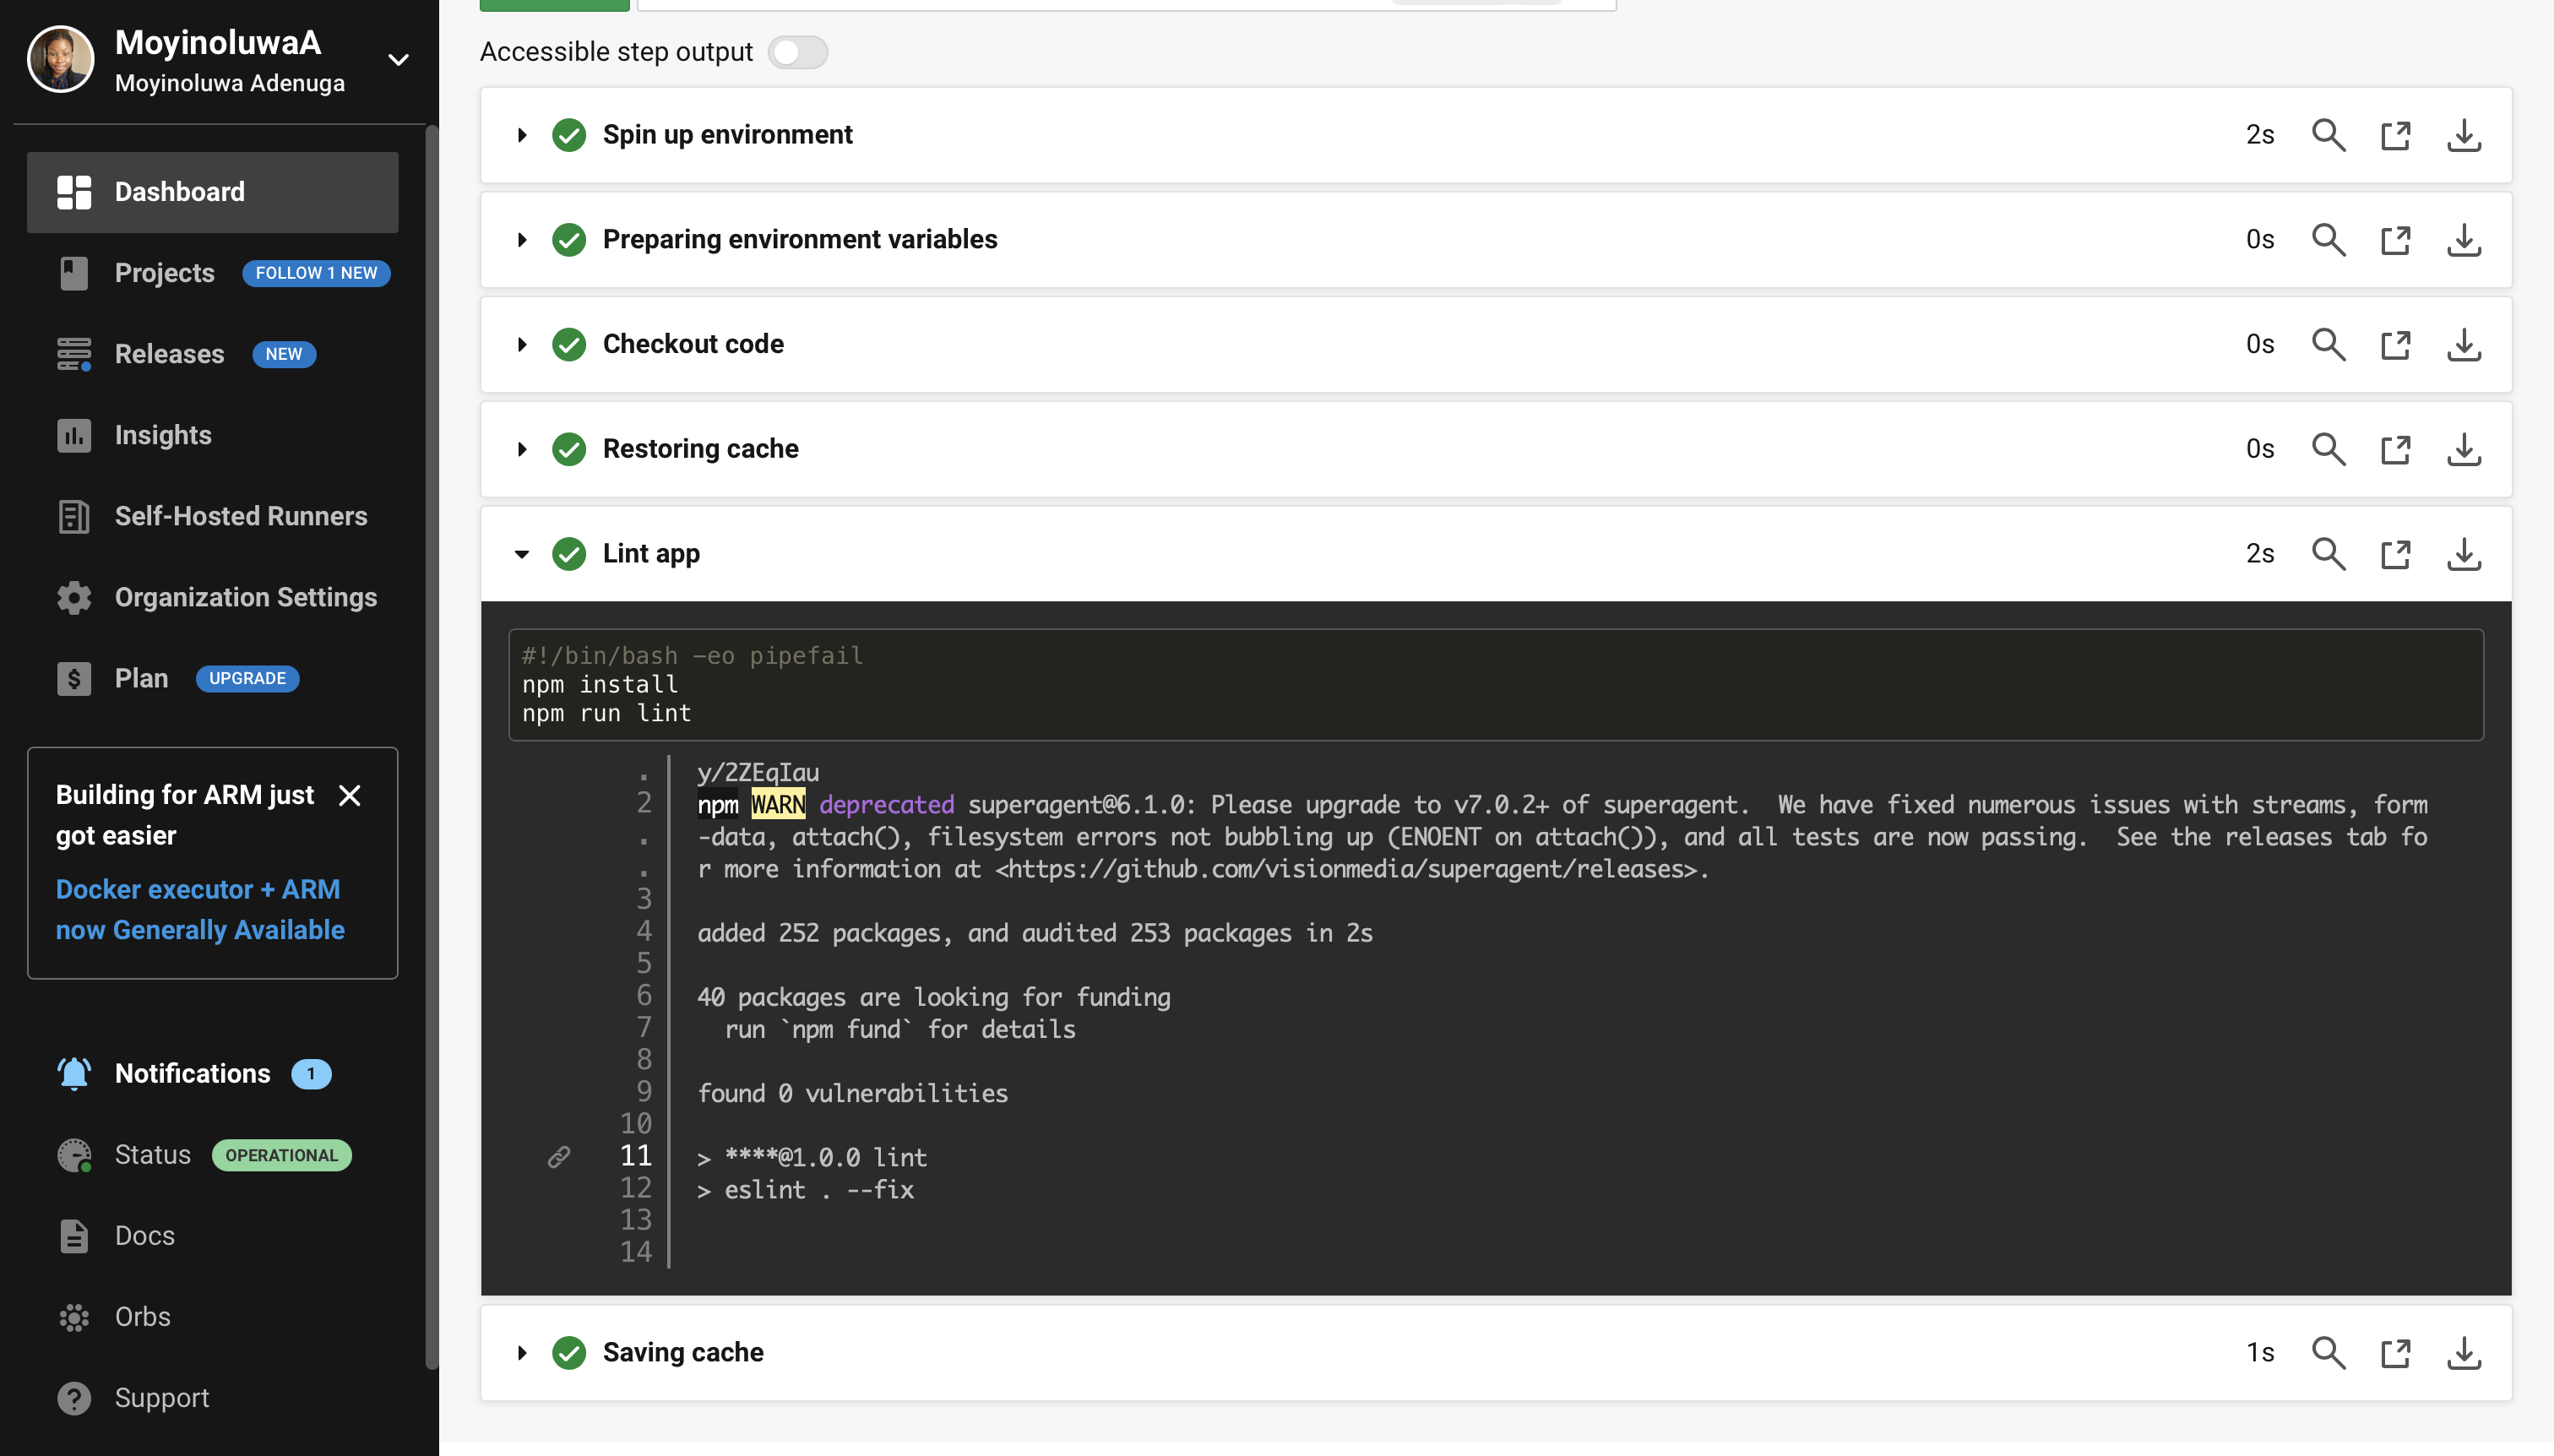 MoyinoluwaA
Moyinoluwa Adenuga
Dashboard
Projects FOLLOW 1 NEW
Releases NEW
Insights
Self-Hosted Runners
Organization Settings
Plan UPGRADE
Building for ARM just
got easier
Docker executor + ARM
now Generally Available
Notifications 1
Status OPERATIONAL
Docs
Orbs
Support
Accessible step output
Spin up environment 2s
Preparing environment variables 0s
Checkout code 0s
Restoring cache 0s
Lint app 2s
#!/bin/bash -eo pipefail
npm install
npm run lint
. y/2ZEqIau
2 npm WARN deprecated superagent@6.1.0: Please upgrade to v7.0.2+ of superagent.  We have fixed numerous issues with streams, form
. -data, attach(), filesystem errors not bubbling up (ENOENT on attach()), and all tests are now passing.  See the releases tab fo
. r more information at <https://github.com/visionmedia/superagent/releases>.
3
4 added 252 packages, and audited 253 packages in 2s
5
6 40 packages are looking for funding
7 run `npm fund` for details
8
9 found 0 vulnerabilities
10
11 > ****@1.0.0 lint
12 > eslint . --fix
13
14
Saving cache 1s